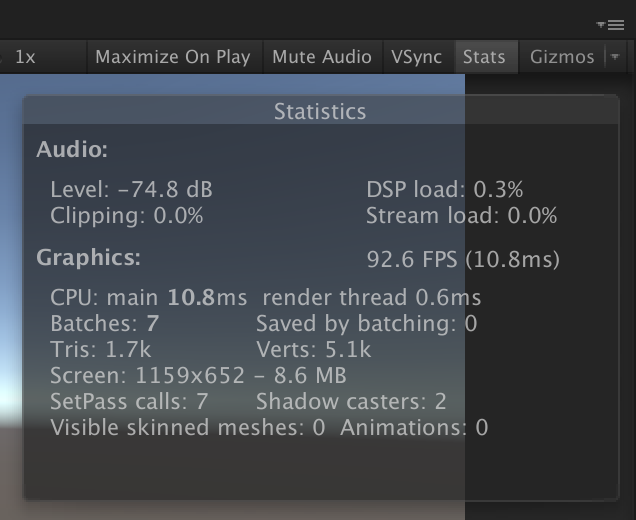 1x Maximize On Play Mute Audio VSync Stats Gizmos
Statistics
Audio:
Level: -74.8 dB DSP load: 0.3%
Clipping: 0.0% Stream load: 0.0%
Graphics: 92.6 FPS (10.8ms)
CPU: main 10.8ms render thread 0.6ms
Batches: 7 Saved by batching: 0
Tris: 1.7k Verts: 5.1k
Screen: 1159x652 - 8.6 MB
SetPass calls: 7 Shadow casters: 2
Visible skinned meshes: 0 Animations: 0